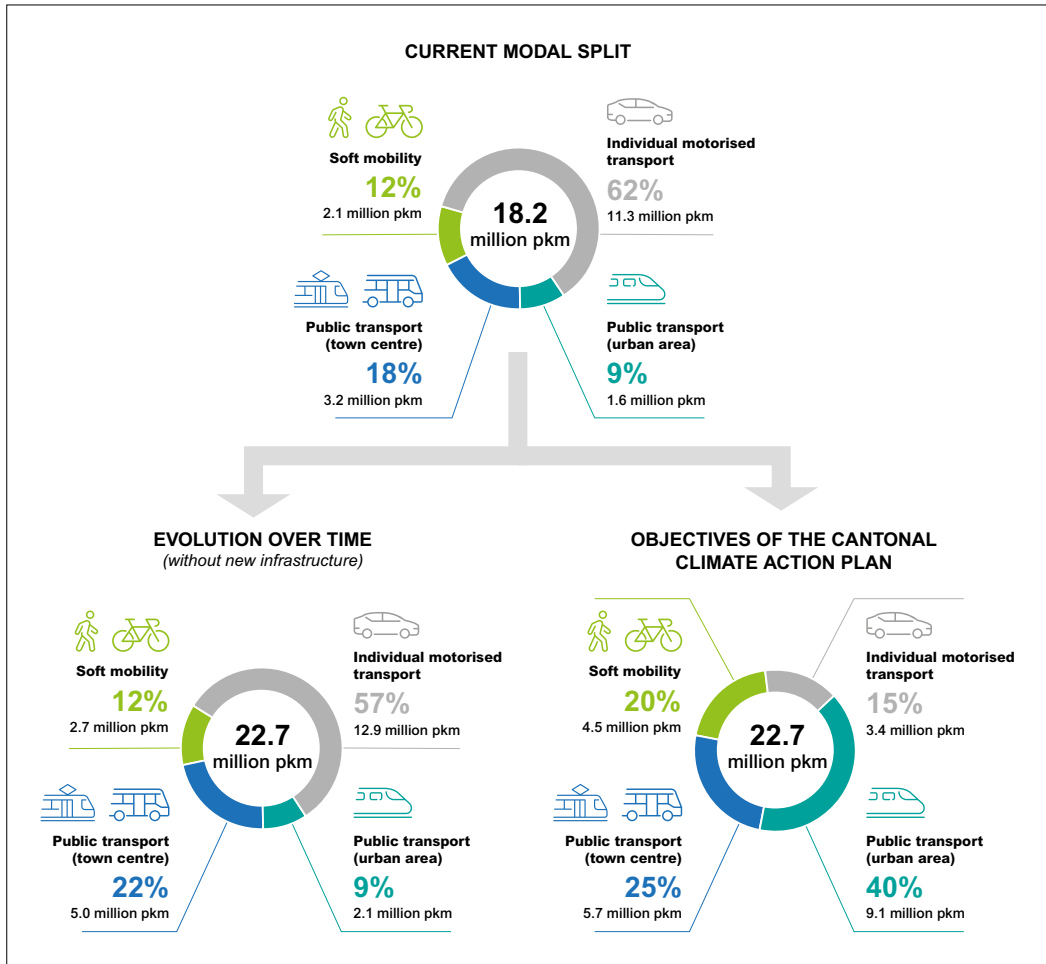 CURRENT MODAL SPLIT
Soft mobility
12%
2.1 million pkm
Individual motorised
transport
62%
11.3 million pkm
18.2
million pkm
Public transport
(town centre)
18%
3.2 million pkm
Public transport
(urban area)
9%
1.6 million pkm
EVOLUTION OVER TIME
(without new infrastructure)
Soft mobility
12%
2.7 million pkm
Individual motorised
transport
57%
12.9 million pkm
22.7
million pkm
Public transport
(town centre)
22%
5.0 million pkm
Public transport
(urban area)
9%
2.1 million pkm
OBJECTIVES OF THE CANTONAL
CLIMATE ACTION PLAN
Soft mobility
20%
4.5 million pkm
Individual motorised
transport
15%
3.4 million pkm
22.7
million pkm
Public transport
(town centre)
25%
5.7 million pkm
Public transport
(urban area)
40%
9.1 million pkm